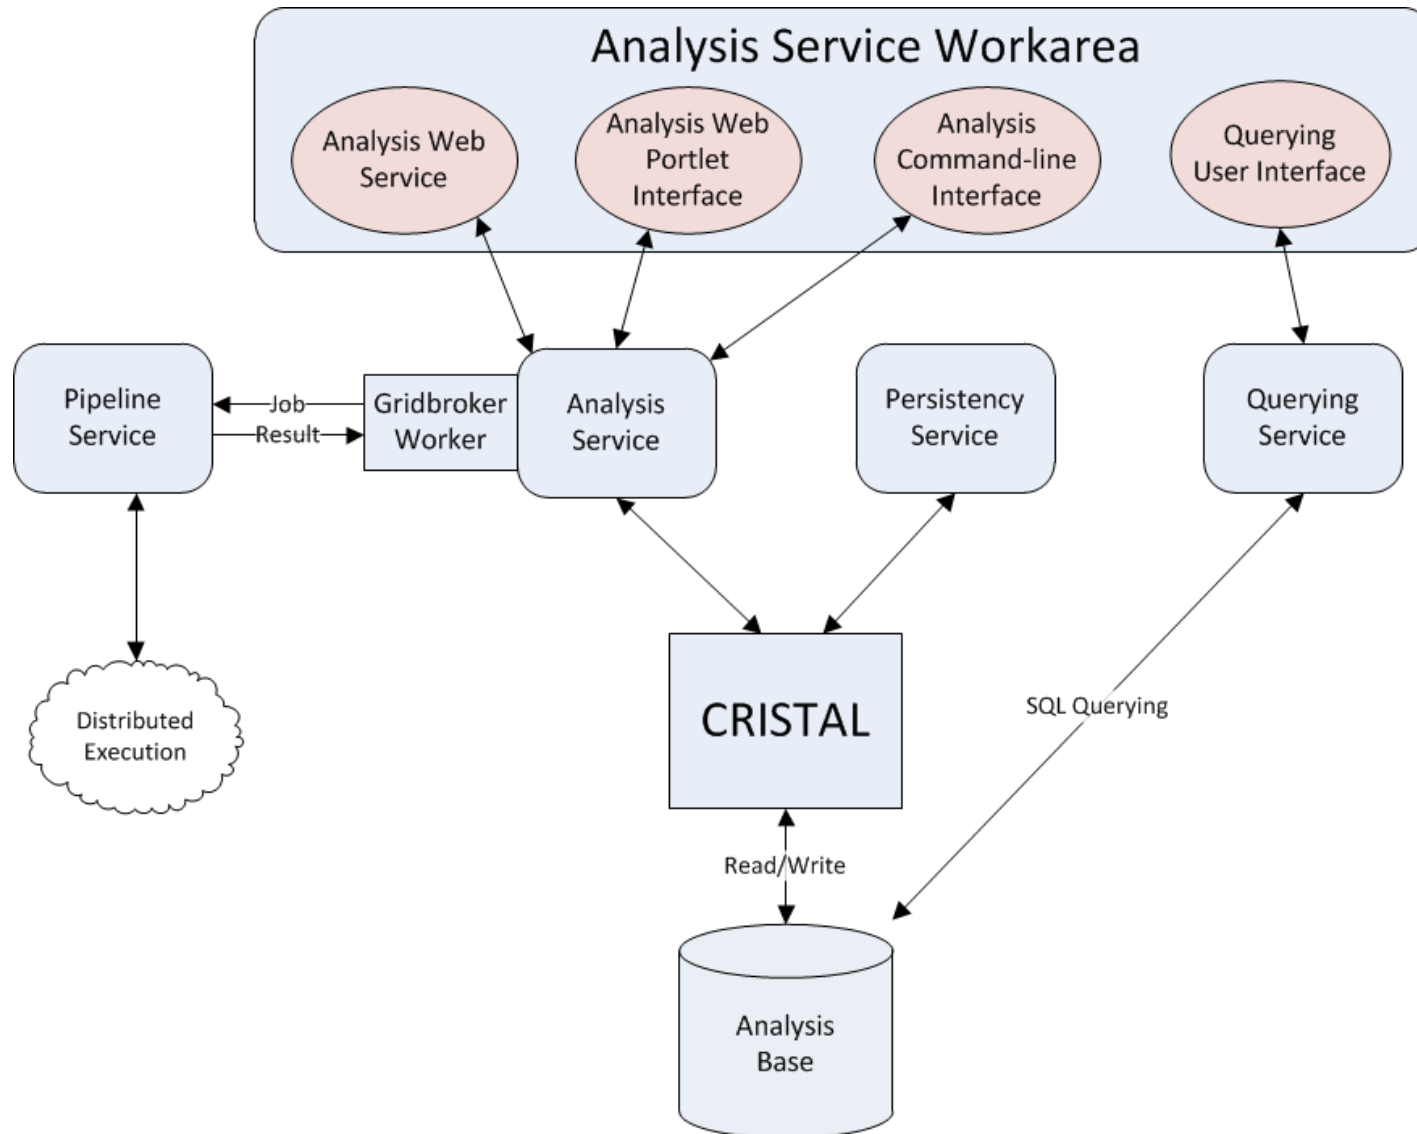 Analysis Service Workarea
Analysis Web
Service
Analysis Web
Portlet
Interface
Analysis
Command-line
Interface
Querying
User Interface
Pipeline
Service
Job
Result
Gridbroker
Worker
Analysis
Service
Persistency
Service
Querying
Service
Distributed
Execution
CRISTAL
SQL Querying
Read/Write
Analysis
Base